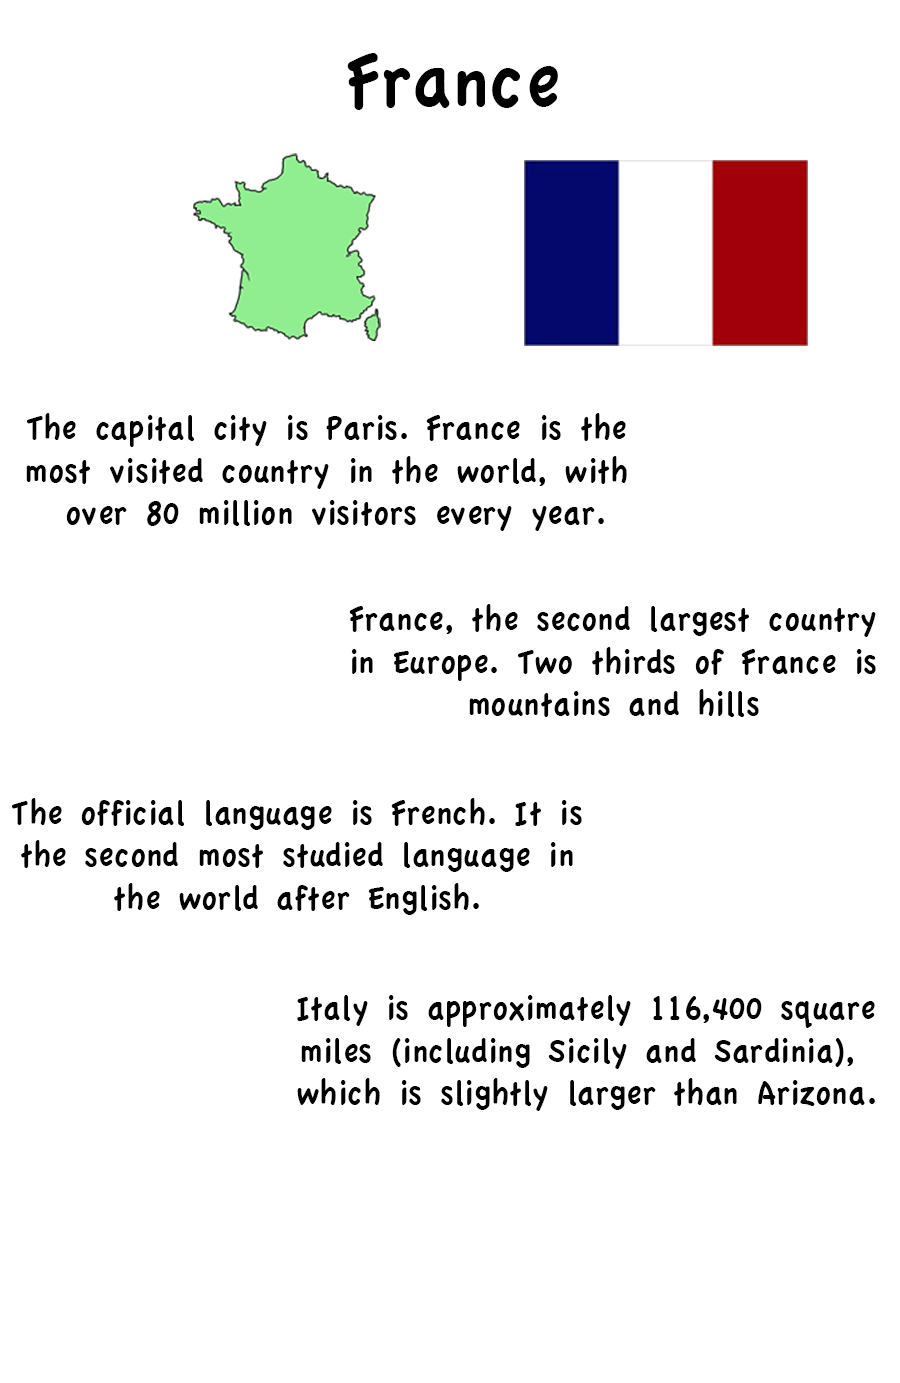 France
The capital city is Paris. France is the
most visited country in the world, with
over 80 million visitors every year.
France, the second largest country
in Europe. Two thirds of France is
mountains and hills
The official language is French. It is
the second most studied language in
the world after English.
Italy is approximately 116,400 square
miles (including Sicily and Sardinia),
which is slightly larger than Arizona.